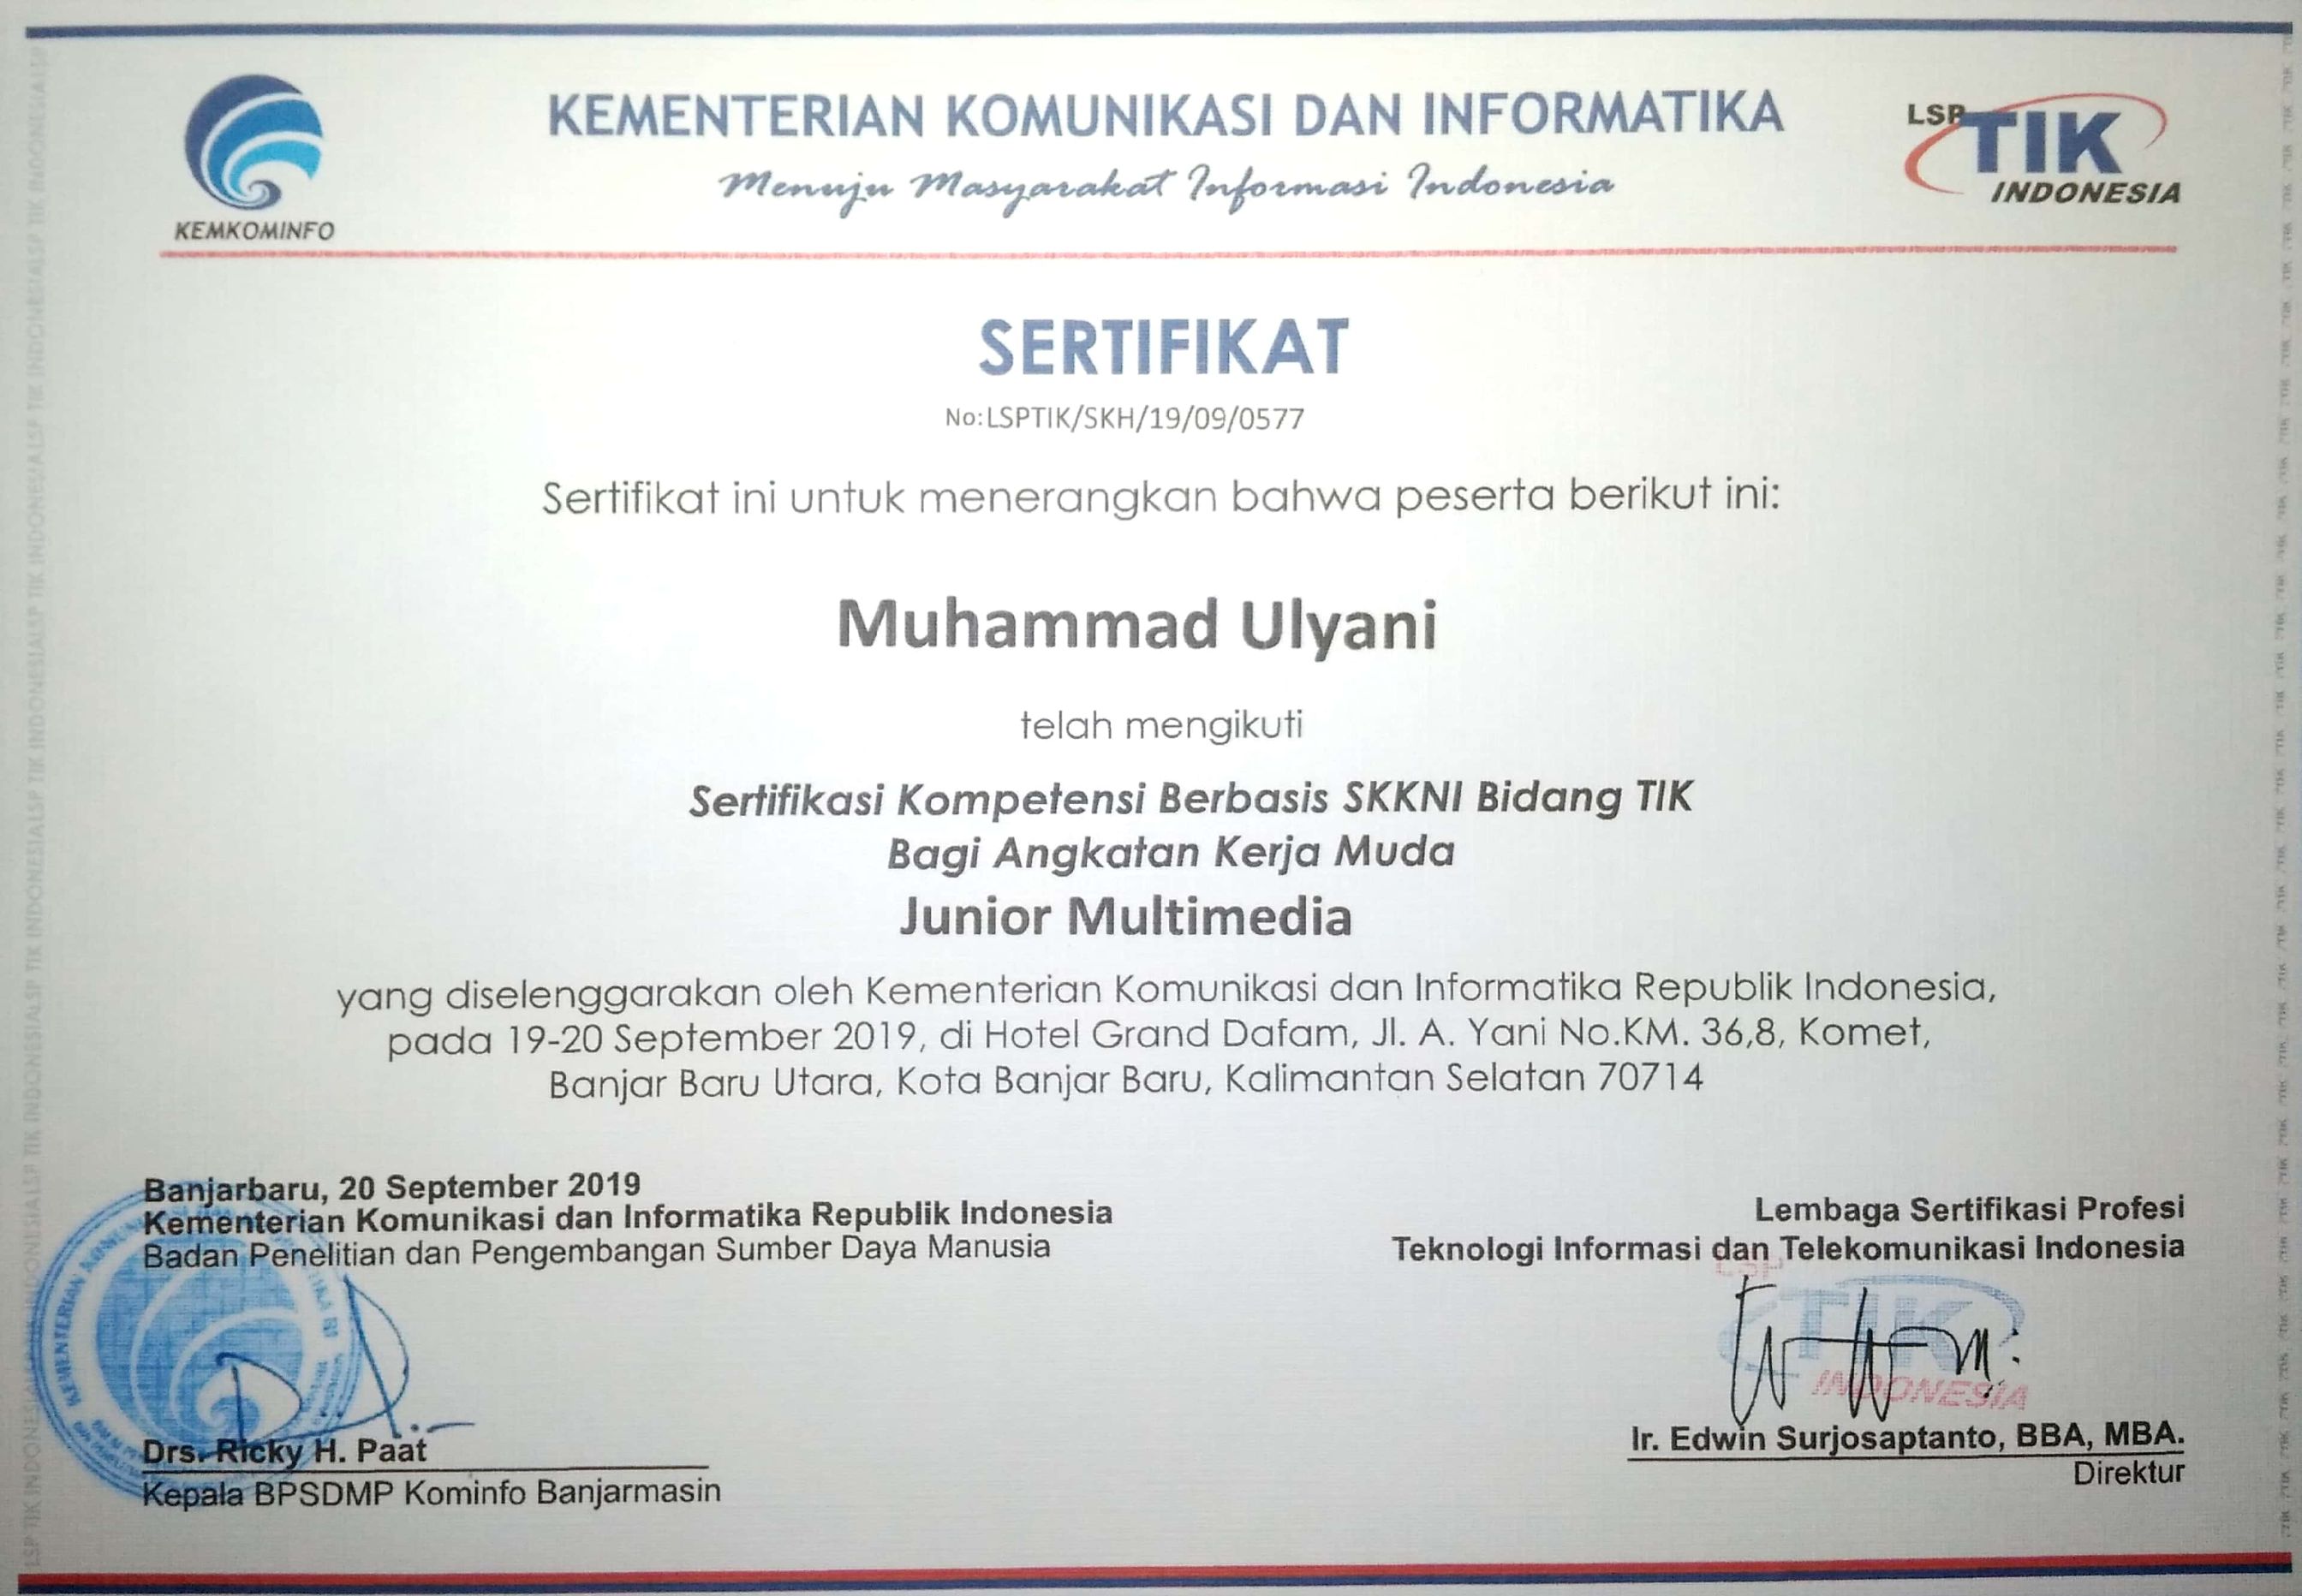 KEMENTERIAN KOMUNIKASI DAN INFORMATIKA
Menuju Masyarakat Informasi Indonesia
KEMKOMINFO
LSP TIK
INDONESIA
SERTIFIKAT
No:LSPTIK/SKH/19/09/0577
Sertifikat ini untuk menerangkan bahwa peserta berikut ini:
Muhammad Ulyani
telah mengikuti
Sertifikasi Kompetensi Berbasis SKKNI Bidang TIK
Bagi Angkatan Kerja Muda
Junior Multimedia
yang diselenggarakan oleh Kementerian Komunikasi dan Informatika Republik Indonesia,
pada 19-20 September 2019, di Hotel Grand Dafam, Jl. A. Yani No.KM. 36,8, Komet,
Banjar Baru Utara, Kota Banjar Baru, Kalimantan Selatan 70714
Banjarbaru, 20 September 2019
Kementerian Komunikasi dan Informatika Republik Indonesia
Badan Penelitian dan Pengembangan Sumber Daya Manusia
Drs. Ricky H. Paat
Kepala BPSDMP Kominfo Banjarmasin
Lembaga Sertifikasi Profesi
Teknologi Informasi dan Telekomunikasi Indonesia
LSP
TIK
INDONESIA
Ir. Edwin Surjosaptanto, BBA, MBA.
Direktur